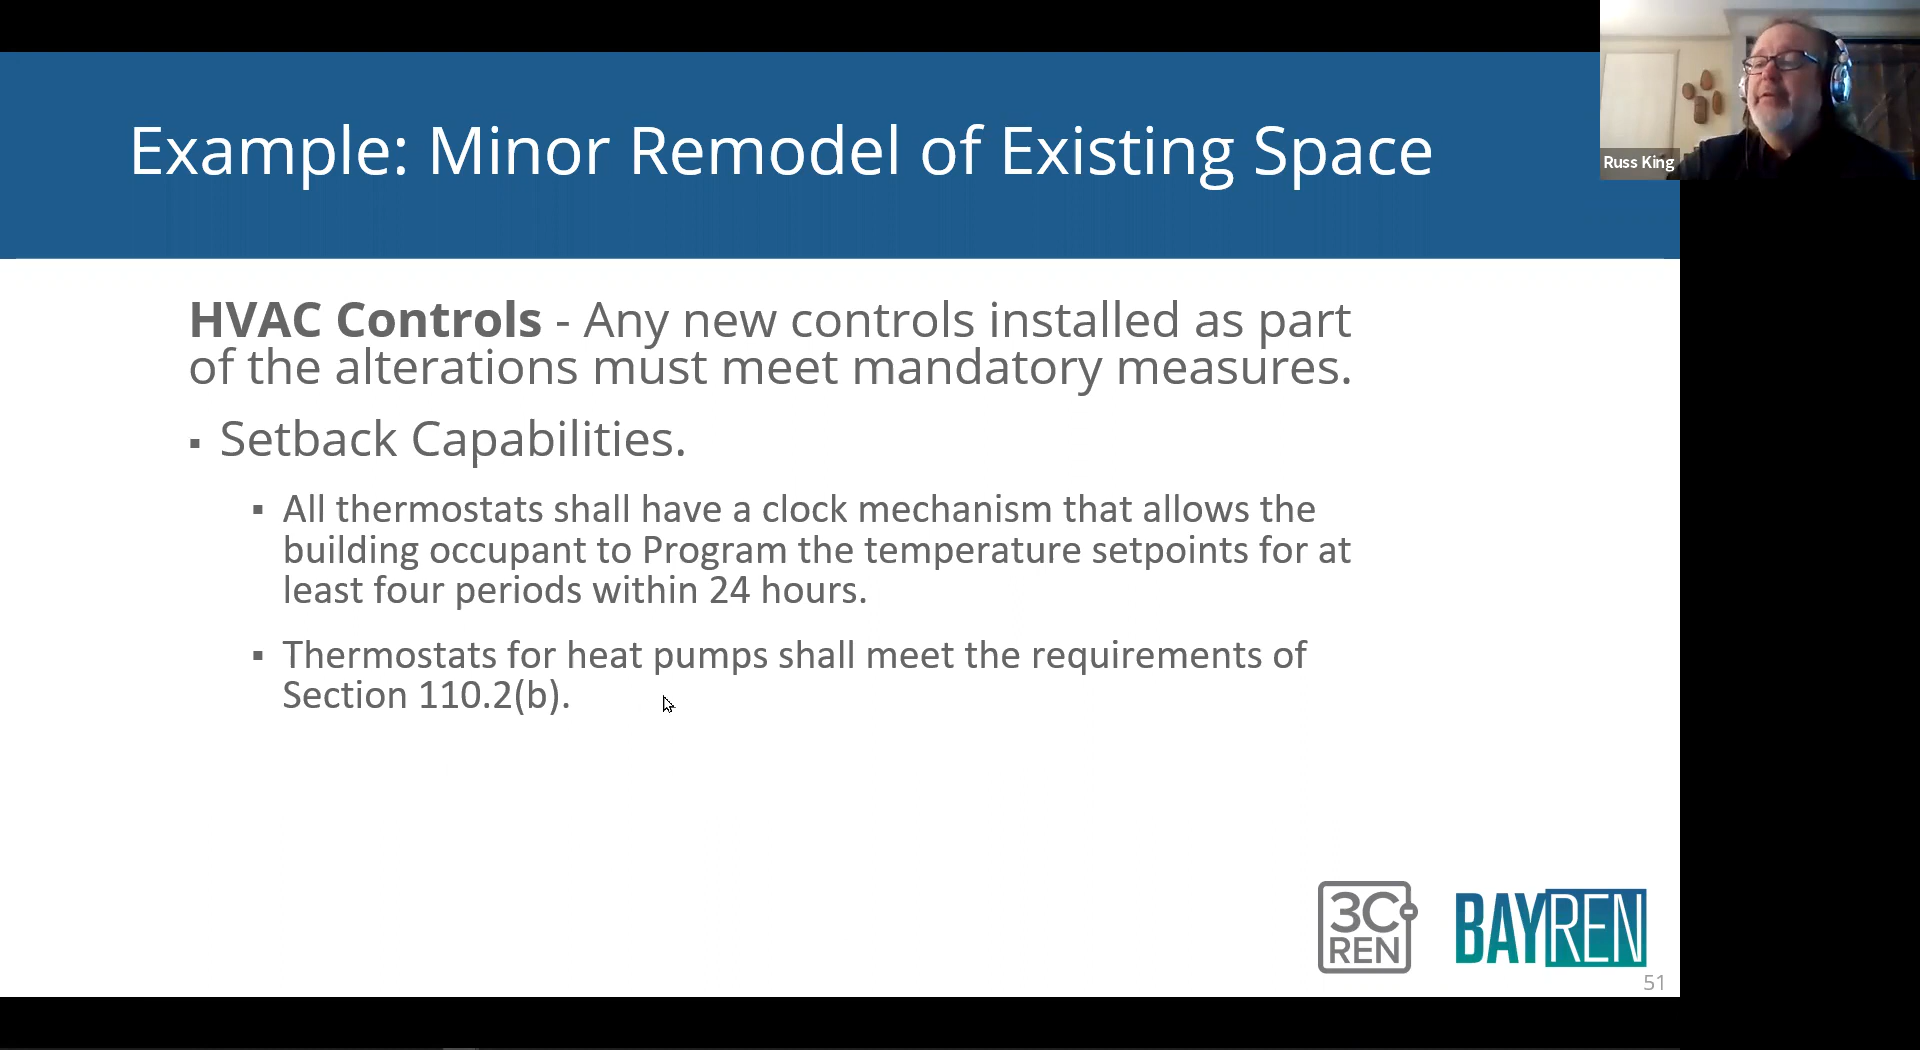 Example: Minor Remodel of Existing Space
Russ King
HVAC Controls - Any new controls installed as part
of the alterations must meet mandatory measures.
▪ Setback Capabilities.
▪ All thermostats shall have a clock mechanism that allows the
building occupant to Program the temperature setpoints for at
least four periods within 24 hours.
▪ Thermostats for heat pumps shall meet the requirements of
Section 110.2(b).
3C
REN
BAYREN
51